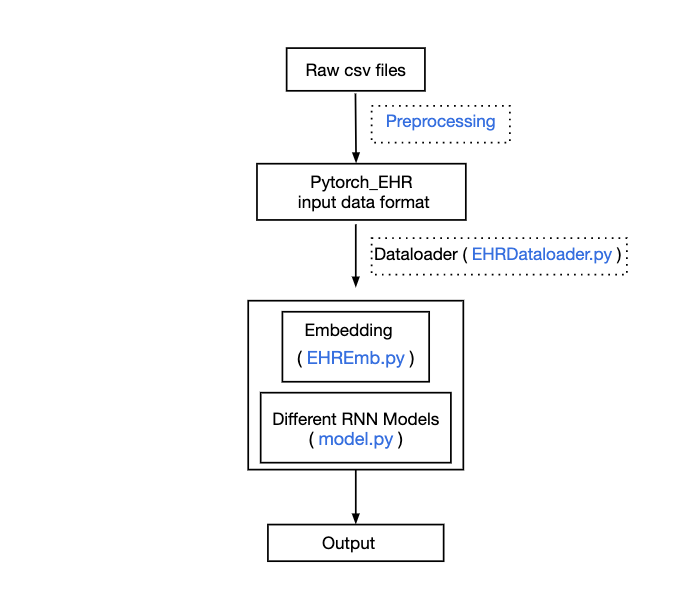 Raw csv files
Preprocessing
Pytorch_EHR
input data format
Dataloader ( EHRDataloader.py )
Embedding
( EHREmb.py )
Different RNN Models
( model.py )
Output